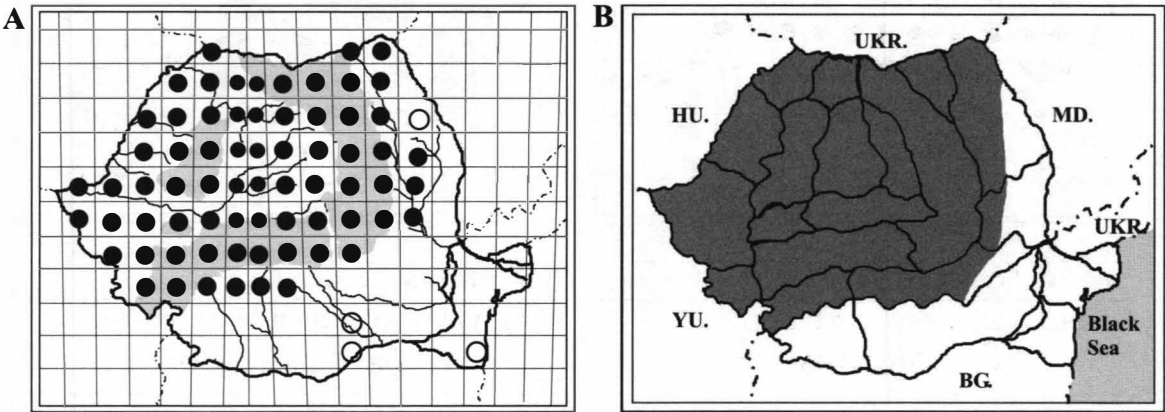 A
B
UKR.
HU.
MD.
UKR.
YU.
Black
Sea
BG.